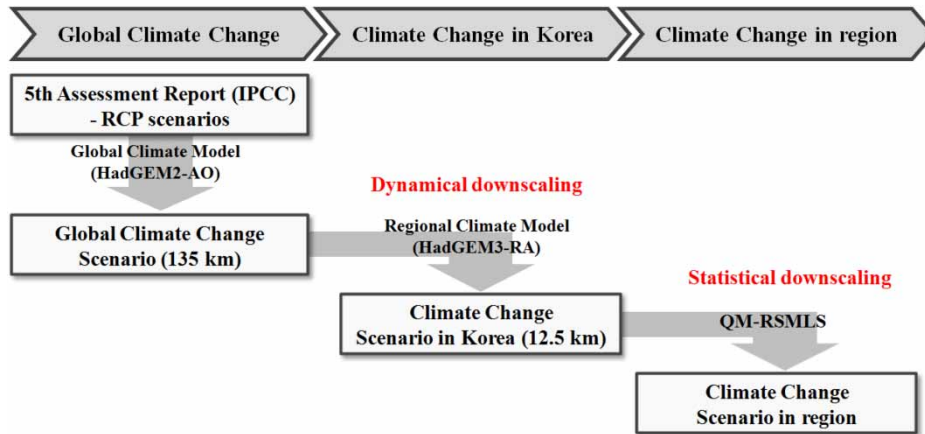 Global Climate Change
Climate Change in Korea
Climate Change in region
5th Assessment Report (IPCC)
- RCP scenarios
Global Climate Model
(HadGEM2-AO)
Dynamical downscaling
Global Climate Change
Scenario (135 km)
Regional Climate Model
(HadGEM3-RA)
Statistical downscaling
Climate Change
Scenario in Korea (12.5 km)
QM-RSMLS
Climate Change
Scenario in region